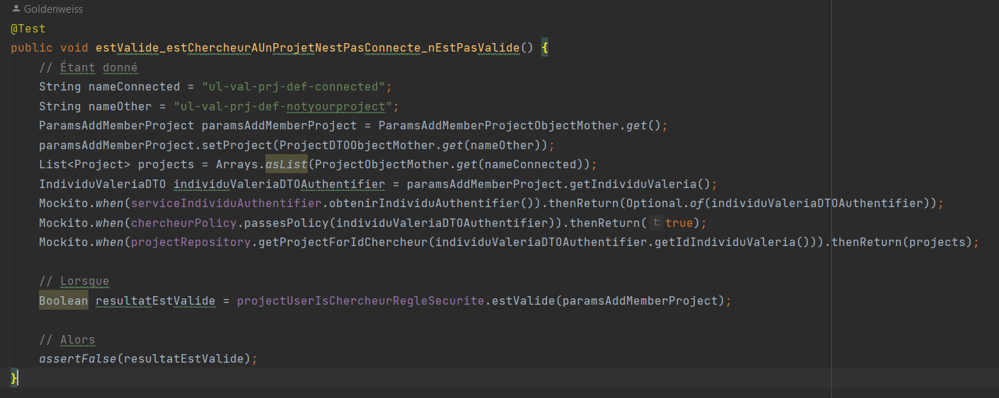 Goldenweiss
@Test
public void estValide_estChercheurAUnProjetNestPasConnecte_nEstPasValide() {
// Étant donné
String nameConnected = "ul-val-prj-def-connected";
String nameOther = "ul-val-prj-def-notyourproject";
ParamsAddMemberProject paramsAddMemberProject = ParamsAddMemberProjectObjectMother.get();
paramsAddMemberProject.setProject(ProjectDTOObjectMother.get(nameOther));
List<Project> projects = Arrays.asList(ProjectObjectMother.get(nameConnected));
IndividuValeriaDTO individuValeriaDTOAuthentifier = paramsAddMemberProject.getIndividuValeria();
Mockito.when(serviceIndividuAuthentifier.obtenirIndividuAuthentifier()).thenReturn(Optional.of(individuValeriaDTOAuthentifier));
Mockito.when(chercheurPolicy.passesPolicy(individuValeriaDTOAuthentifier)).thenReturn( t: true);
Mockito.when(projectRepository.getProjectForIdChercheur(individuValeriaDTOAuthentifier.getIdIndividuValeria())).thenReturn(projects);
// Lorsque
Boolean resultatEstValide = projectUserIsChercheurRegleSecurite.estValide(paramsAddMemberProject);
// Alors
assertFalse(resultatEstValide);
}